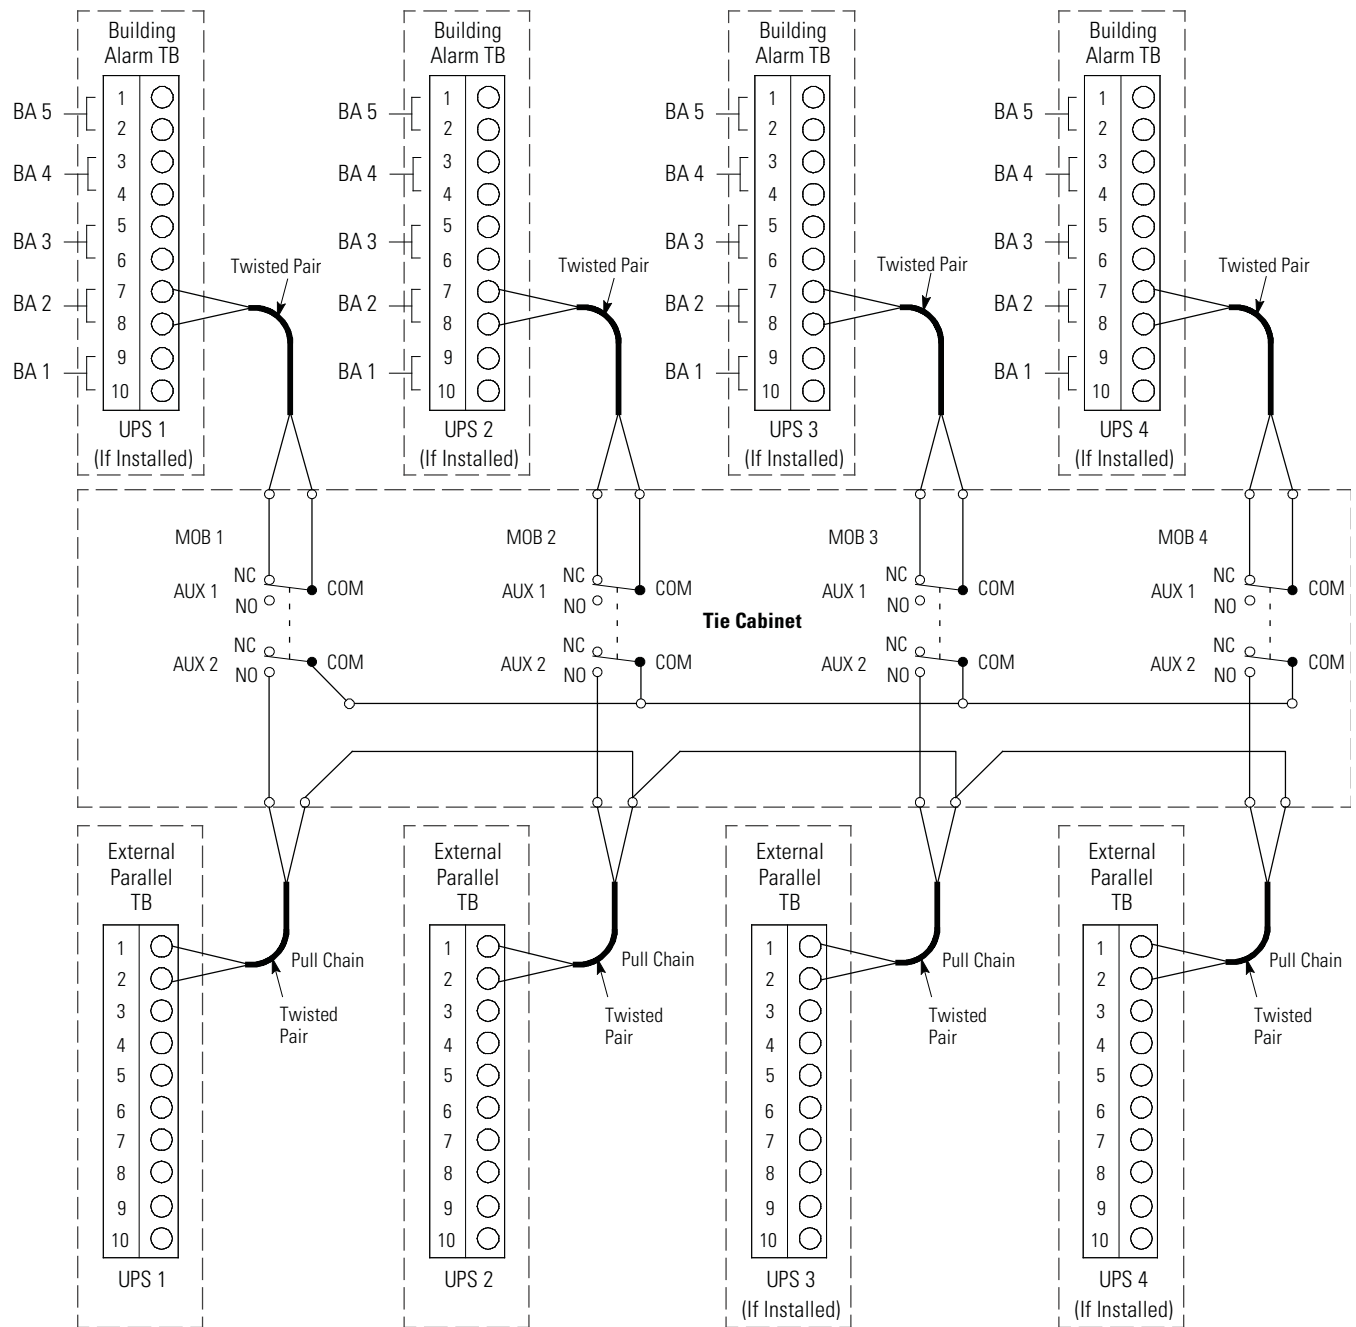 Building
Alarm TB
Building
Alarm TB
Building
Alarm TB
Building
Alarm TB
BA 5
1
2
BA 4
3
4
BA 3
5
6
BA 2
7
8
BA 1
9
10
Twisted Pair
UPS 1
(If Installed)
BA 5
1
2
BA 4
3
4
BA 3
5
6
BA 2
7
8
BA 1
9
10
Twisted Pair
UPS 2
(If Installed)
BA 5
1
2
BA 4
3
4
BA 3
5
6
BA 2
7
8
BA 1
9
10
Twisted Pair
UPS 3
(If Installed)
BA 5
1
2
BA 4
3
4
BA 3
5
6
BA 2
7
8
BA 1
9
10
Twisted Pair
UPS 4
(If Installed)
MOB 1
AUX 1
NC
NO
COM
AUX 2
NC
NO
COM
MOB 2
AUX 1
NC
NO
COM
AUX 2
NC
NO
COM
Tie Cabinet
MOB 3
AUX 1
NC
NO
COM
AUX 2
NC
NO
COM
MOB 4
AUX 1
NC
NO
COM
AUX 2
NC
NO
COM
External
Parallel
TB
1
2
3
4
5
6
7
8
9
10
Pull Chain
Twisted
Pair
UPS 1
External
Parallel
TB
1
2
3
4
5
6
7
8
9
10
Pull Chain
Twisted
Pair
UPS 2
External
Parallel
TB
1
2
3
4
5
6
7
8
9
10
Pull Chain
Twisted
Pair
UPS 3
(If Installed)
External
Parallel
TB
1
2
3
4
5
6
7
8
9
10
Pull Chain
Twisted
Pair
UPS 4
(If Installed)